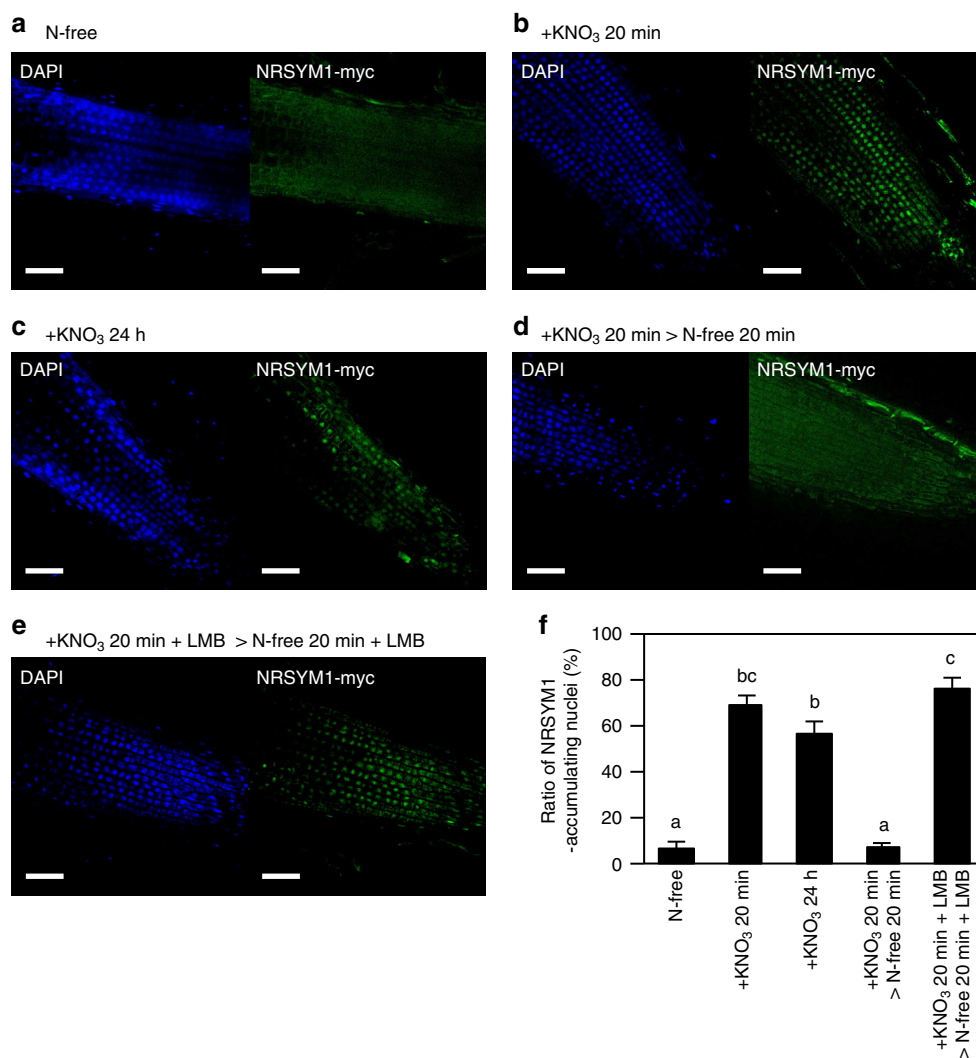 a N-free
DAPI NRSYM1-myc
b +KNO₃ 20 min
DAPI NRSYM1-myc
c +KNO₃ 24 h
DAPI NRSYM1-myc
d +KNO₃ 20 min > N-free 20 min
DAPI NRSYM1-myc
e +KNO₃ 20 min + LMB > N-free 20 min + LMB
DAPI NRSYM1-myc
f
Ratio of NRSYM1
-accumulating nuclei (%)
100
80
60
40
20
0
a
bc
b
a
c
N-free
+KNO₃ 20 min
+KNO₃ 24 h
+KNO₃ 20 min
> N-free 20 min
+KNO₃ 20 min + LMB
> N-free 20 min + LMB